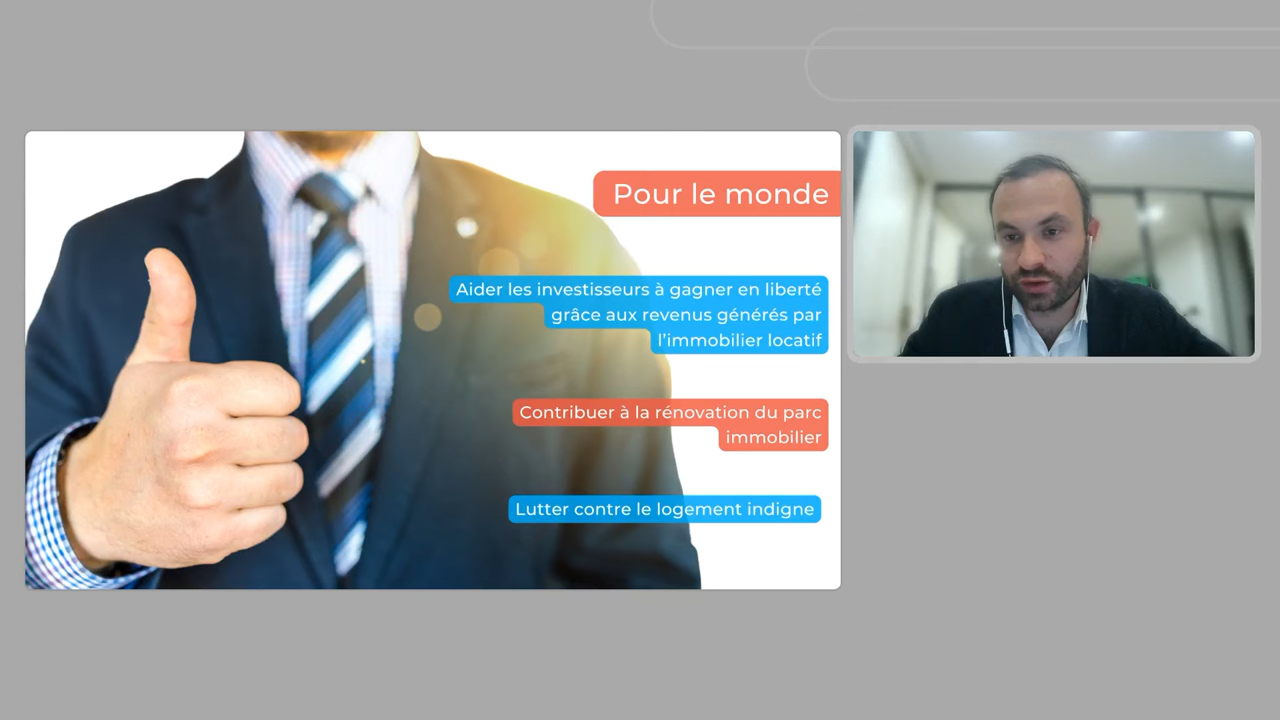 Pour le monde
Aider les investisseurs à gagner en liberté
grâce aux revenus générés par
l'immobilier locatif
Contribuer à la rénovation du parc
immobilier
Lutter contre le logement indigne